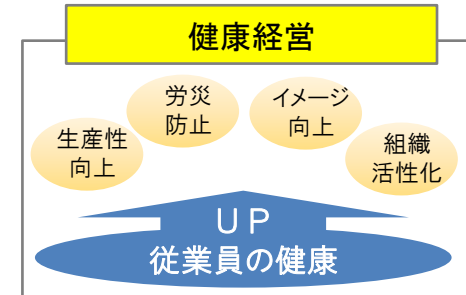 健康経営
労災
防止
イメージ
向上
生産性
向上
組織
活性化
ＵＰ
従業員の健康